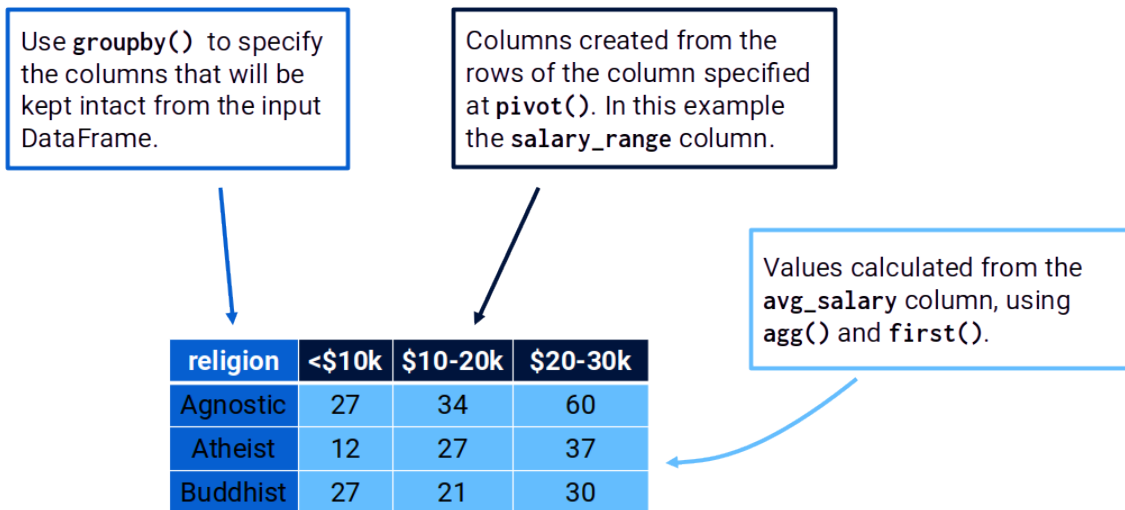 Use groupby() to specify
the columns that will be
kept intact from the input
DataFrame.
Columns created from the
rows of the column specified
at pivot(). In this example
the salary_range column.
Values calculated from the
avg_salary column, using
agg() and first().
religion <$10k $10-20k $20-30k
Agnostic 27 34 60
Atheist 12 27 37
Buddhist 27 21 30